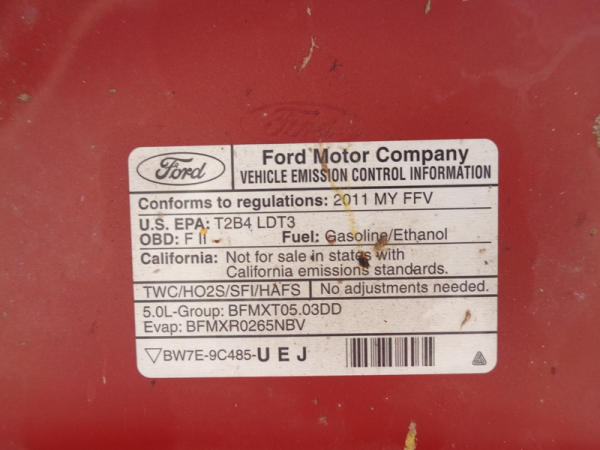 Ford
Ford
Ford Motor Company
VEHICLE EMISSION CONTROL INFORMATION
Conforms to regulations: 2011 MY FFV
U.S. EPA: T2B4 LDT3
OBD: F II Fuel: Gasoline/Ethanol
California: Not for sale in states with
California emissions standards.
TWC/HO2S/SFI/HAFS No adjustments needed.
5.0L-Group: BFMXT05.03DD
Evap: BFMXR0265NBV
▽BW7E-9C485-UEJ